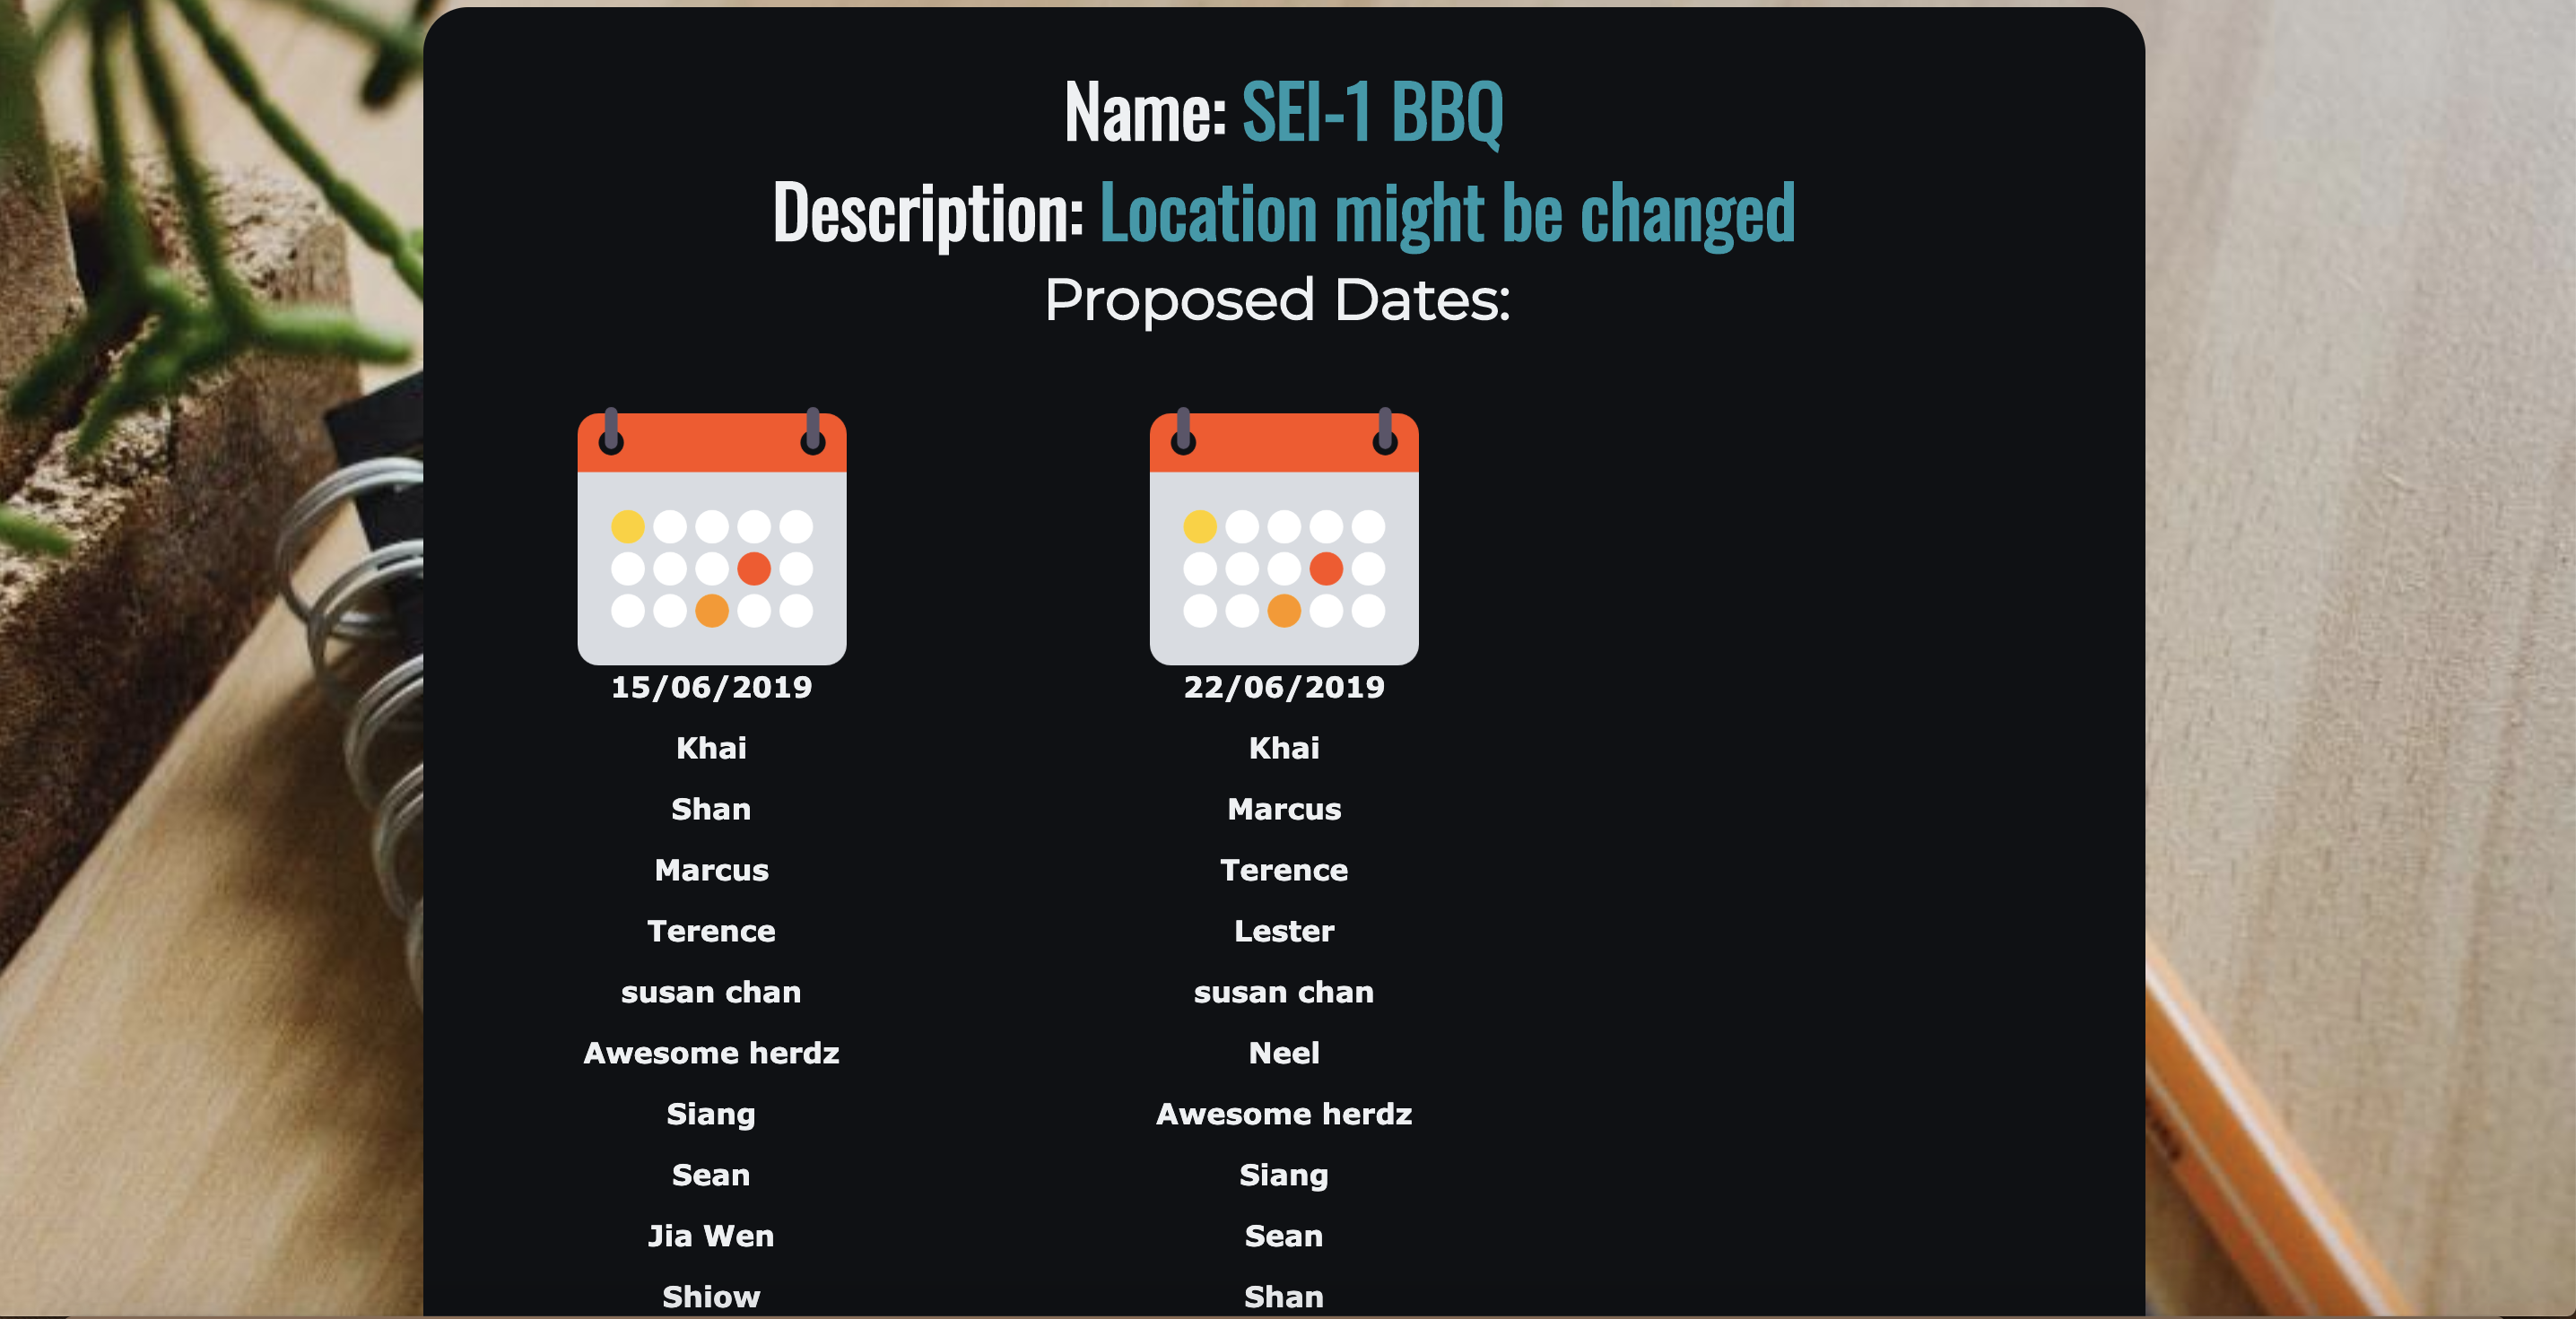 Name: SEI-1 BBQ
Description: Location might be changed
Proposed Dates:
15/06/2019
Khai
Shan
Marcus
Terence
susan chan
Awesome herdz
Siang
Sean
Jia Wen
Shiow
22/06/2019
Khai
Marcus
Terence
Lester
susan chan
Neel
Awesome herdz
Siang
Sean
Shan